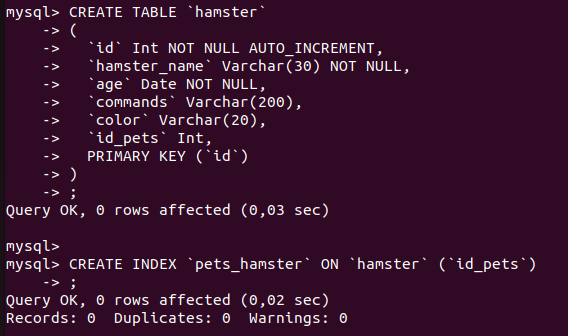 mysql> CREATE TABLE `hamster`
    -> (
    ->   `id` Int NOT NULL AUTO_INCREMENT,
    ->   `hamster_name` Varchar(30) NOT NULL,
    ->   `age` Date NOT NULL,
    ->   `commands` Varchar(200),
    ->   `color` Varchar(20),
    ->   `id_pets` Int,
    ->   PRIMARY KEY (`id`)
    -> )
    -> ;
Query OK, 0 rows affected (0,03 sec)

mysql>
mysql> CREATE INDEX `pets_hamster` ON `hamster` (`id_pets`)
    -> ;
Query OK, 0 rows affected (0,02 sec)
Records: 0  Duplicates: 0  Warnings: 0